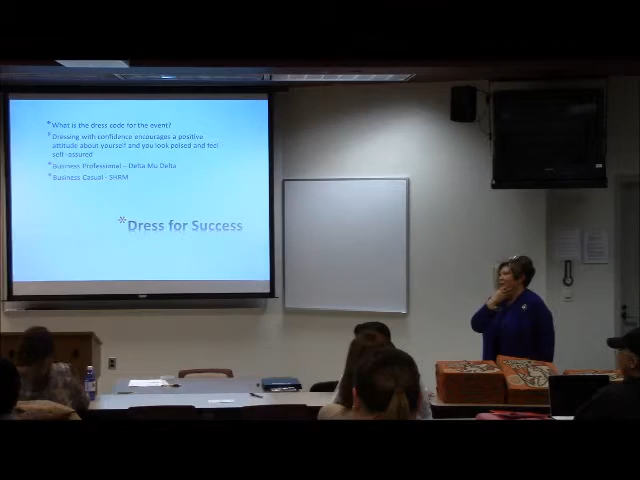 * What is the dress code for the event?
* Dressing with confidence encourages a positive
attitude about yourself and you look poised and feel
self-assured
* Business Professional – Delta Mu Delta
* Business Casual - SHRM
*Dress for Success